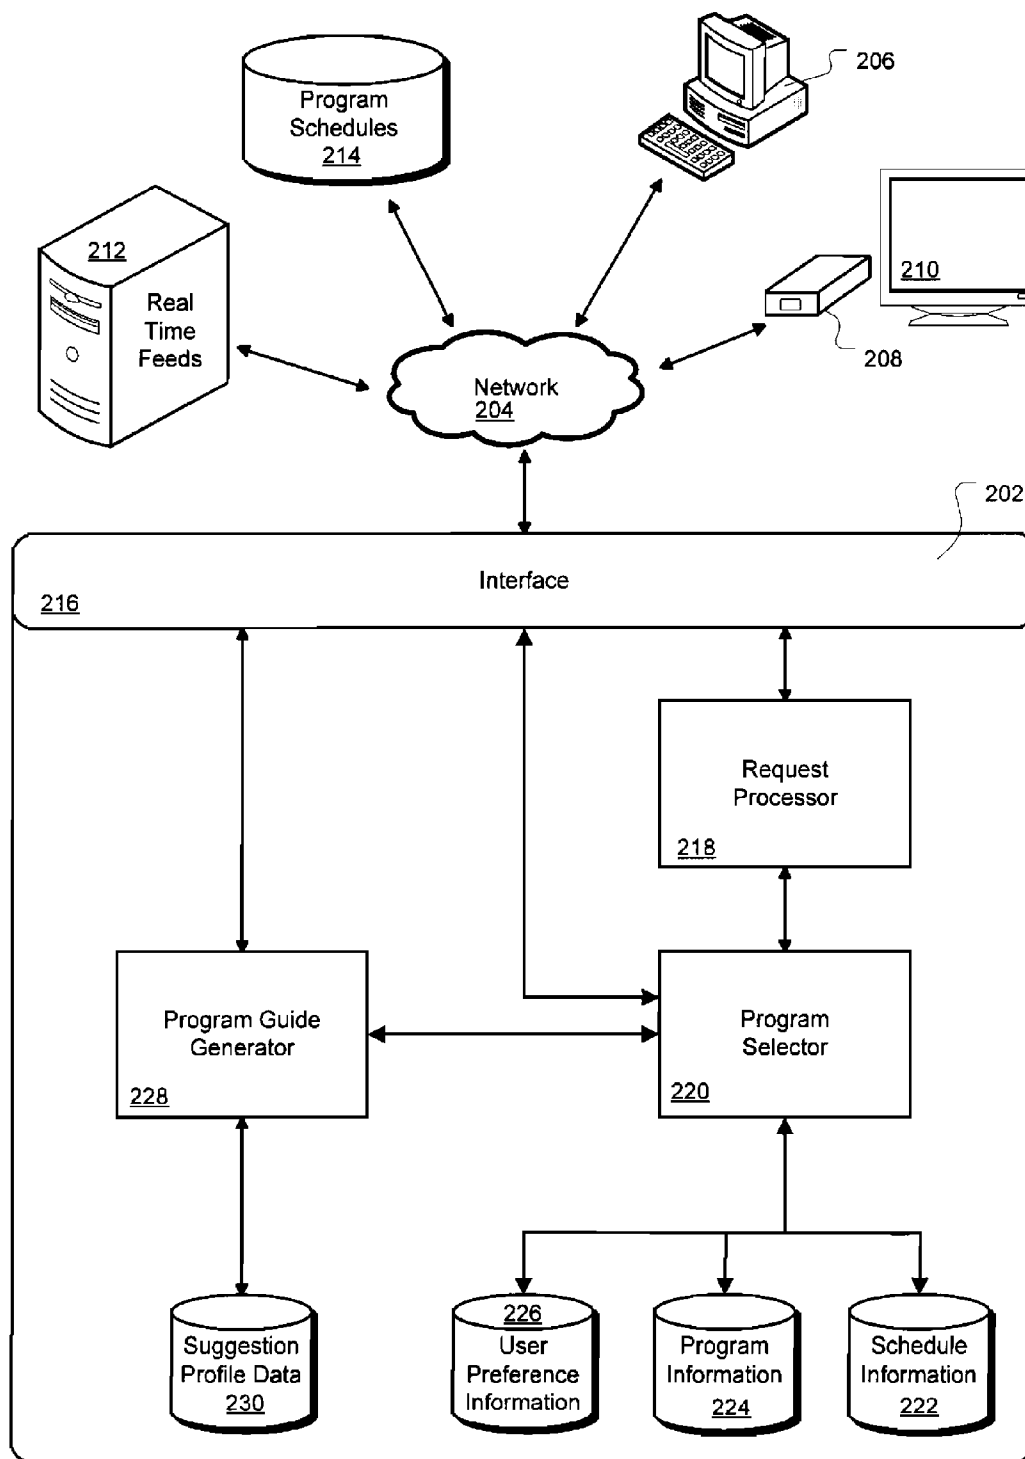 Program
Schedules
214
206
212
Real
Time
Feeds
210
208
Network
204
202
Interface
216
Request
Processor
218
Program Guide
Generator
228
Program
Selector
220
Suggestion
Profile Data
230
226
User
Preference
Information
Program
Information
224
Schedule
Information
222